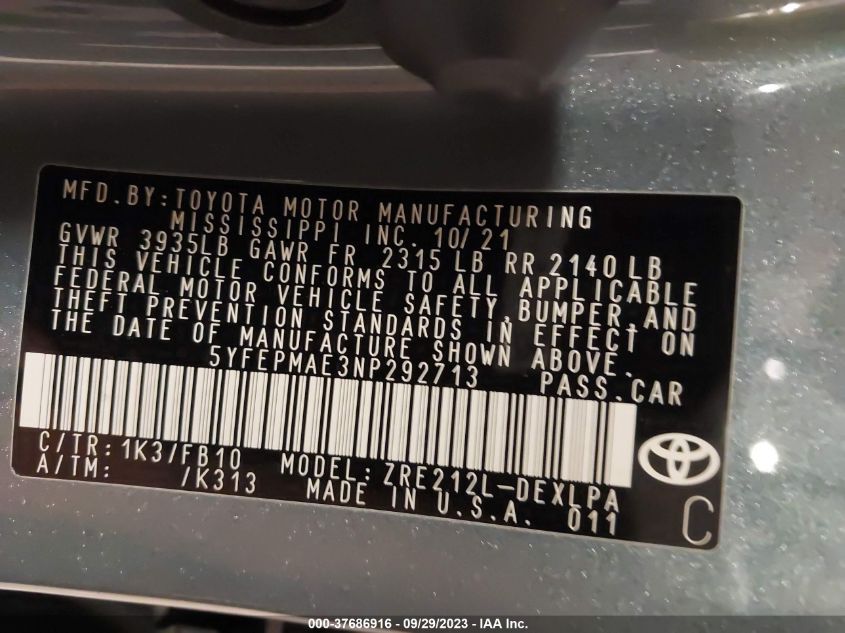 MFD.BY:TOYOTA MOTOR MANUFACTURING
MISSISSIPPI INC. 10/21
GVWR 3935LB GAWR FR 2315LB RR 2140LB
THIS VEHICLE CONFORMS TO ALL APPLICABLE
FEDERAL MOTOR VEHICLE SAFETY,BUMPER,AND
THEFT PREVENTION STANDARDS IN EFFECT ON
THE DATE OF MANUFACTURE SHOWN ABOVE.
5YFEPMAE3NP292713 PASS.CAR
C/TR:1K3/FB10 MODEL:ZRE212L-DEXLPA
A/TM: /K313 MADE IN U.S.A. 011
C
000-37686916 - 09/29/2023 - IAA Inc.